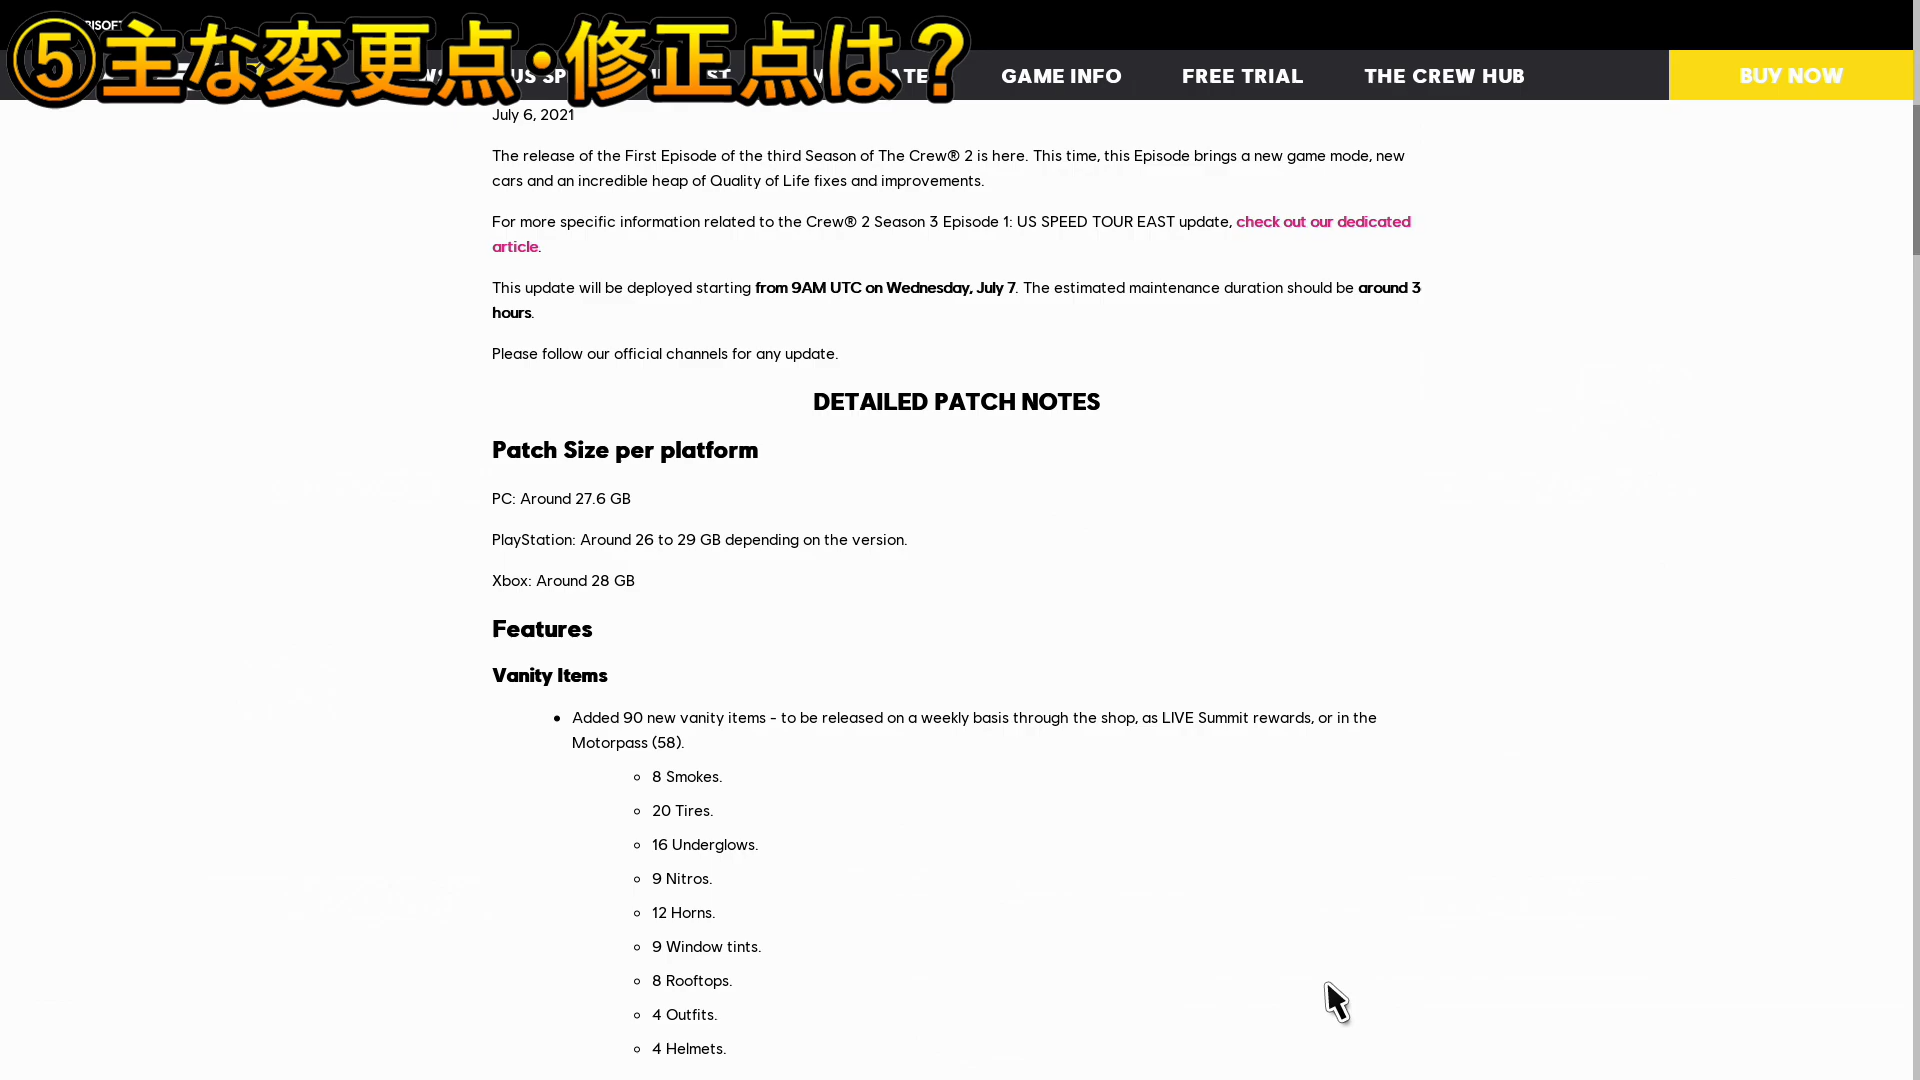 ⑤主な変更点・修正点は？
GAME INFO
FREE TRIAL
THE CREW HUB
BUY NOW
July 6, 2021
The release of the First Episode of the third Season of The Crew® 2 is here. This time, this Episode brings a new game mode, new
cars and an incredible heap of Quality of Life fixes and improvements.
For more specific information related to the Crew® 2 Season 3 Episode 1: US SPEED TOUR EAST update, check out our dedicated
article.
This update will be deployed starting from 9AM UTC on Wednesday, July 7. The estimated maintenance duration should be around 3
hours.
Please follow our official channels for any update.
DETAILED PATCH NOTES
Patch Size per platform
PC: Around 27.6 GB
PlayStation: Around 26 to 29 GB depending on the version.
Xbox: Around 28 GB
Features
Vanity Items
• Added 90 new vanity items - to be released on a weekly basis through the shop, as LIVE Summit rewards, or in the
Motorpass (58).
◦ 8 Smokes.
◦ 20 Tires.
◦ 16 Underglows.
◦ 9 Nitros.
◦ 12 Horns.
◦ 9 Window tints.
◦ 8 Rooftops.
◦ 4 Outfits.
◦ 4 Helmets.